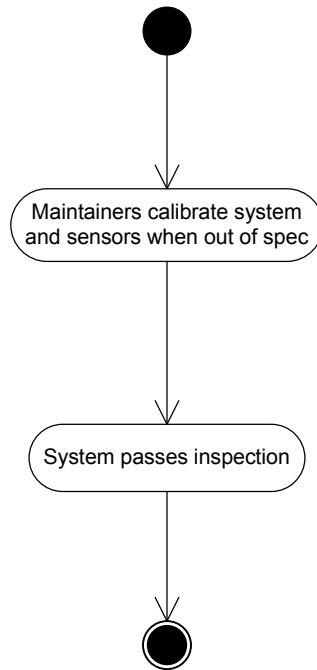 Maintainers calibrate system
and sensors when out of spec
System passes inspection